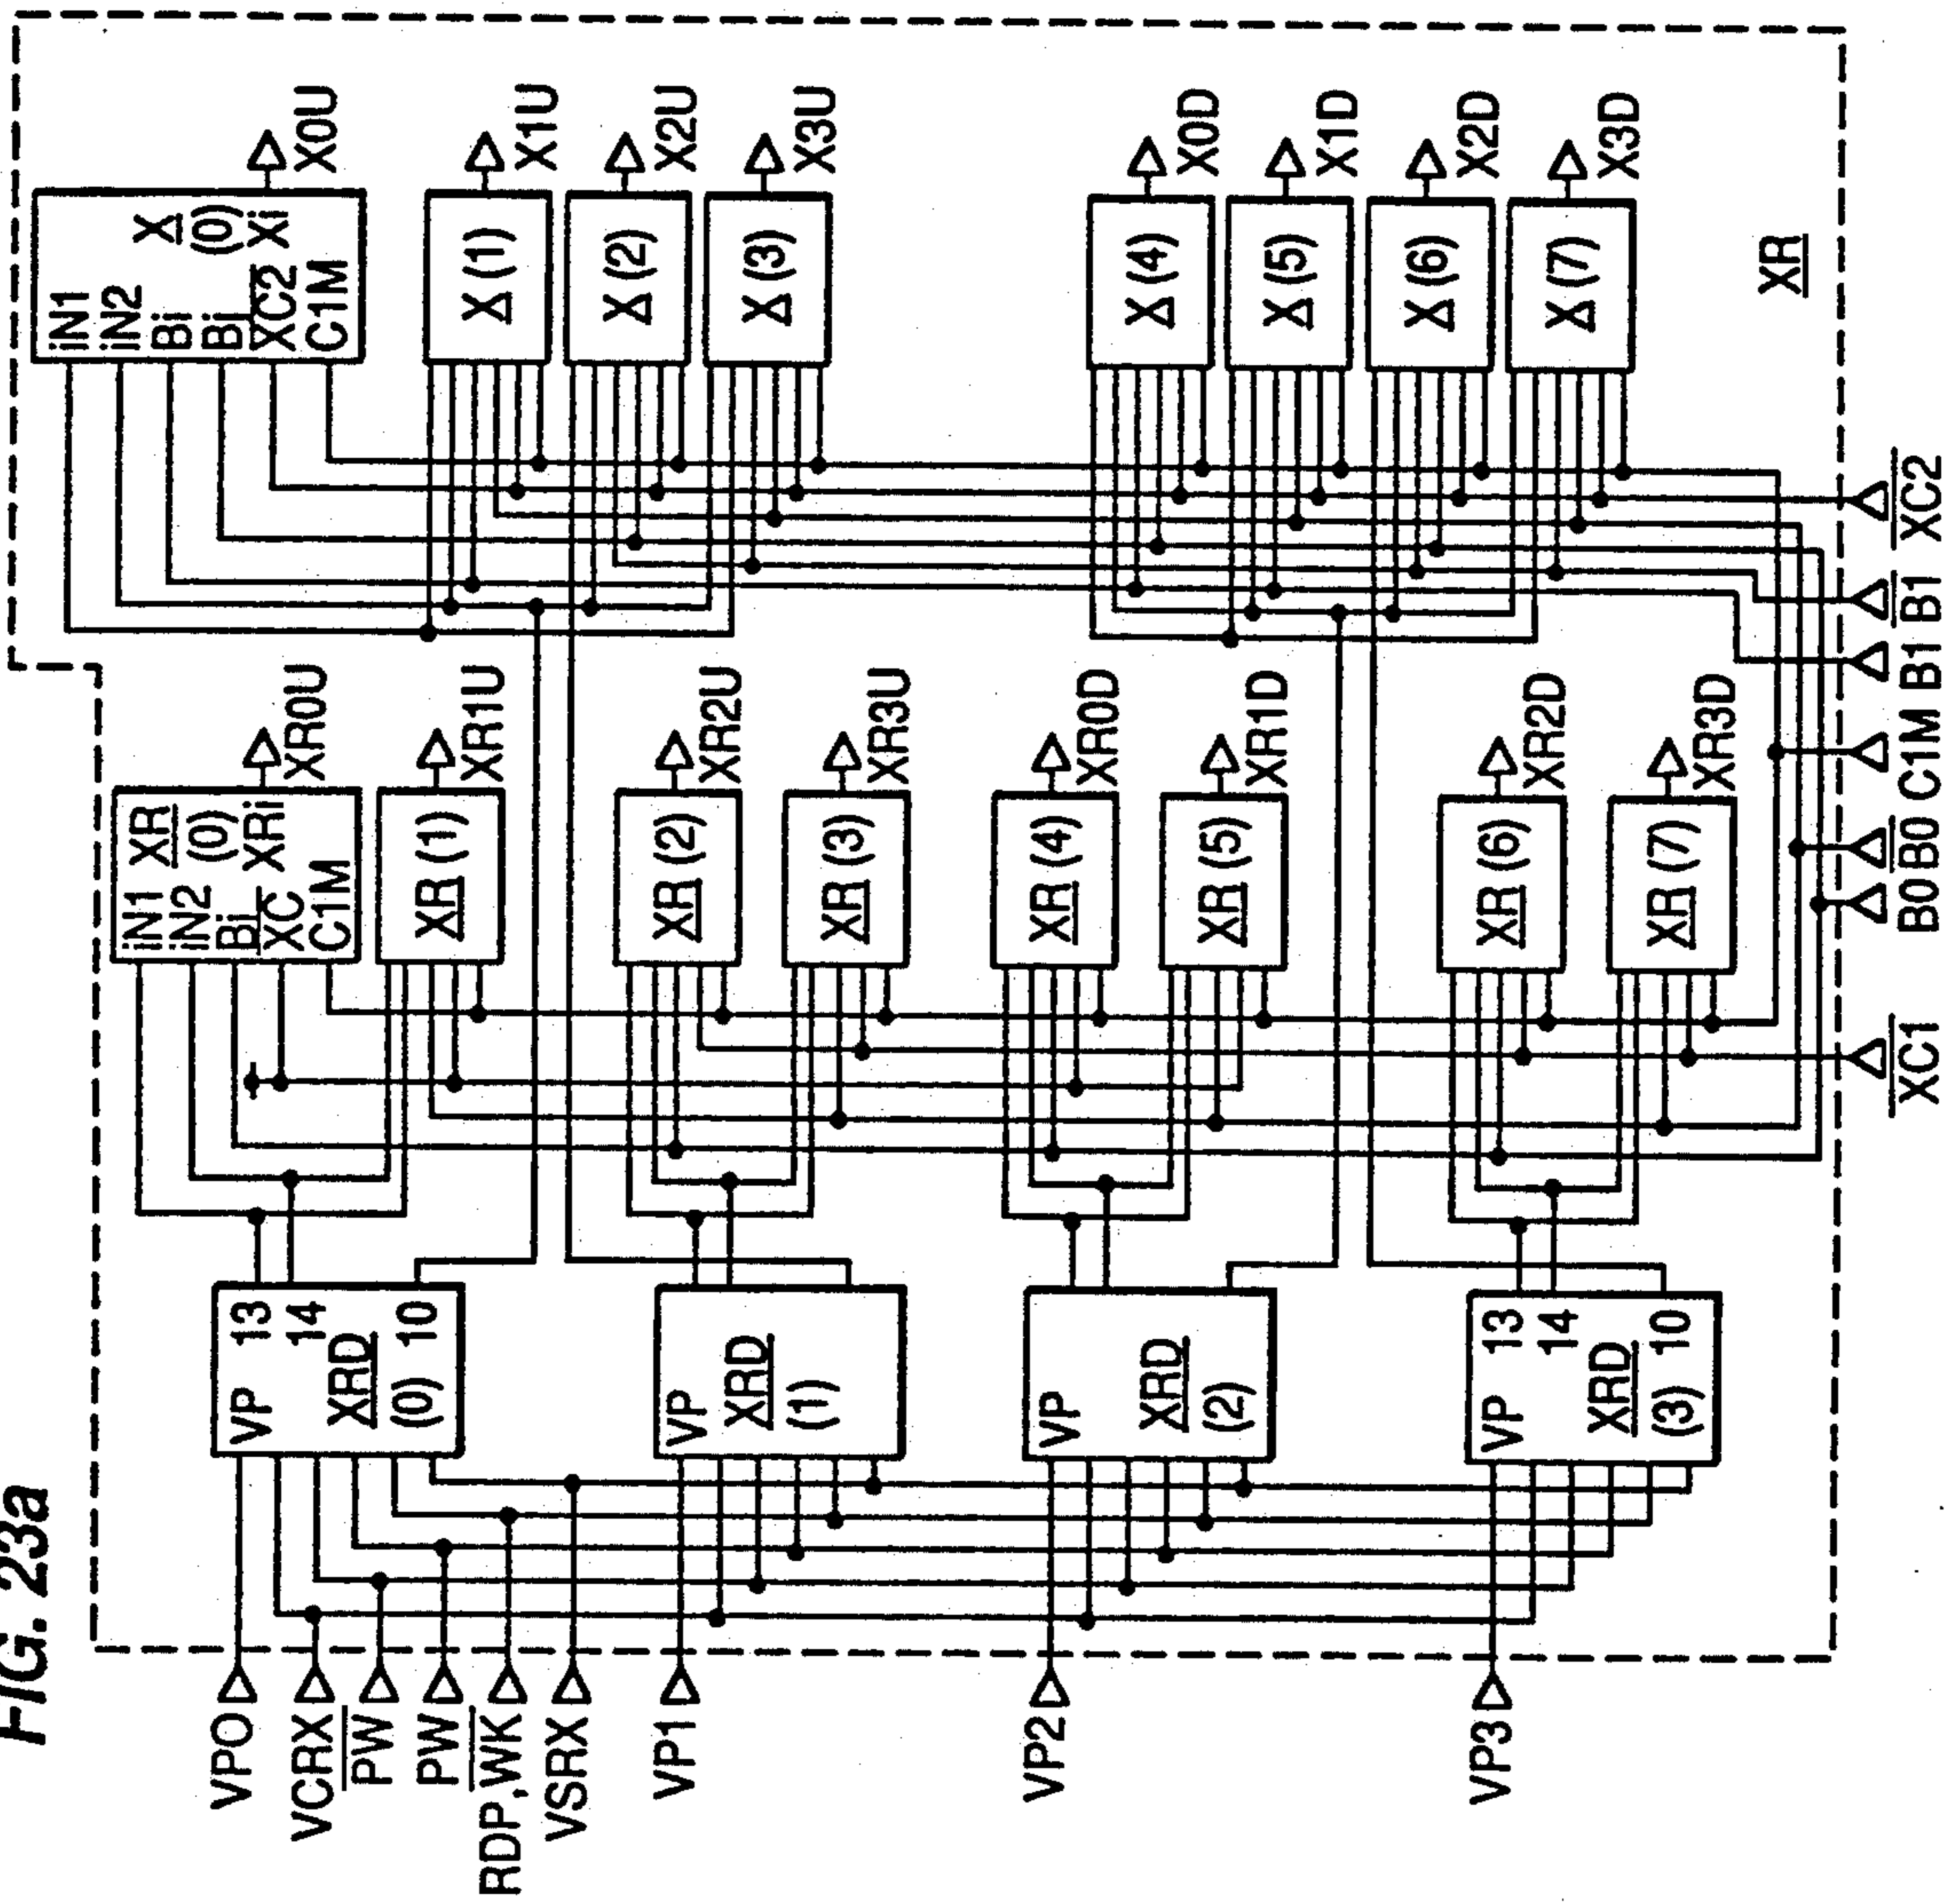 FIG. 23a
VPO
VCRX
PW
PW
RDP,WK
VSRX
VP1
VP2
VP3
VP 13
14
XRD
(0) 10
VP
XRD
(1)
VP
XRD
(2)
VP 13
14
XRD
(3) 10
iN1
iN2
Bi
XC
C1M
XR
(0)
XRi
XR (1)
XR (2)
XR (3)
XR (4)
XR (5)
XR (6)
XR (7)
XR0U
XR1U
XR2U
XR3U
XR0D
XR1D
XR2D
XR3D
iN1
iN2
Bi
Bj
XC2
C1M
X
(0)
Xi
X (1)
X (2)
X (3)
X (4)
X (5)
X (6)
X (7)
X0U
X1U
X2U
X3U
X0D
X1D
X2D
X3D
XR
XC1
B0
B0
C1M
B1
B1
XC2